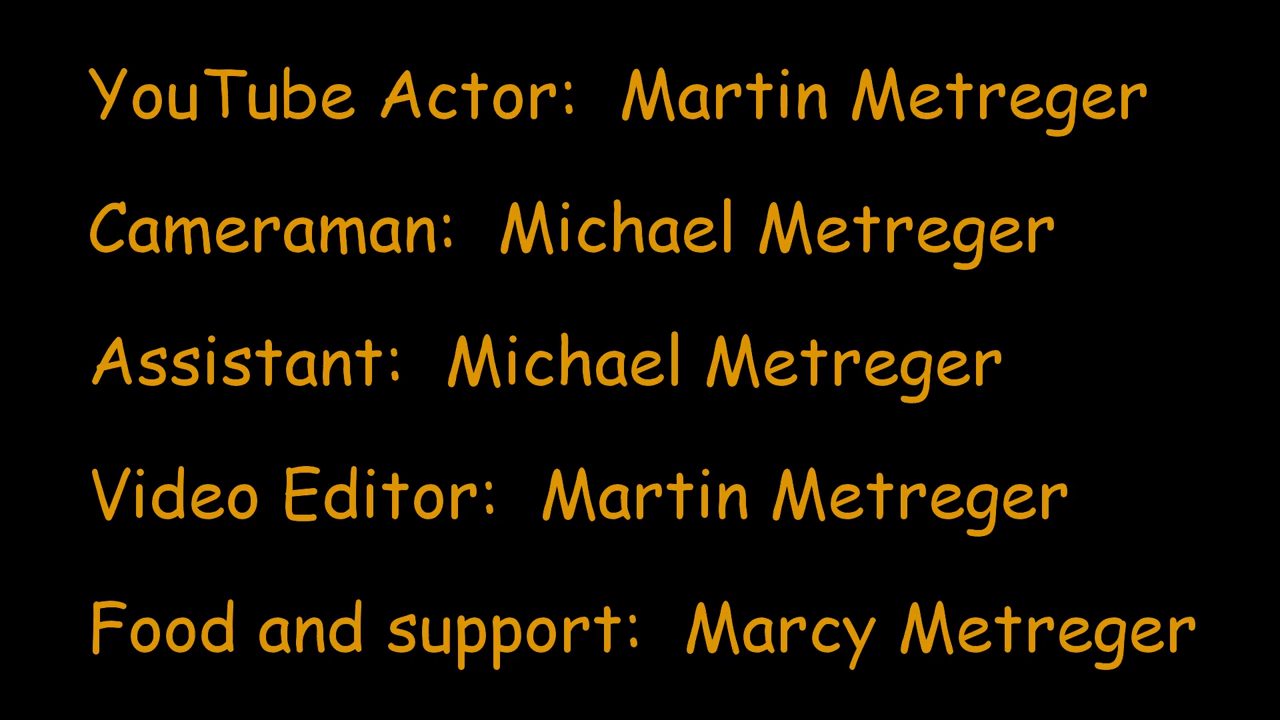 YouTube Actor: Martin Metreger
Cameraman: Michael Metreger
Assistant: Michael Metreger
Video Editor: Martin Metreger
Food and support: Marcy Metreger